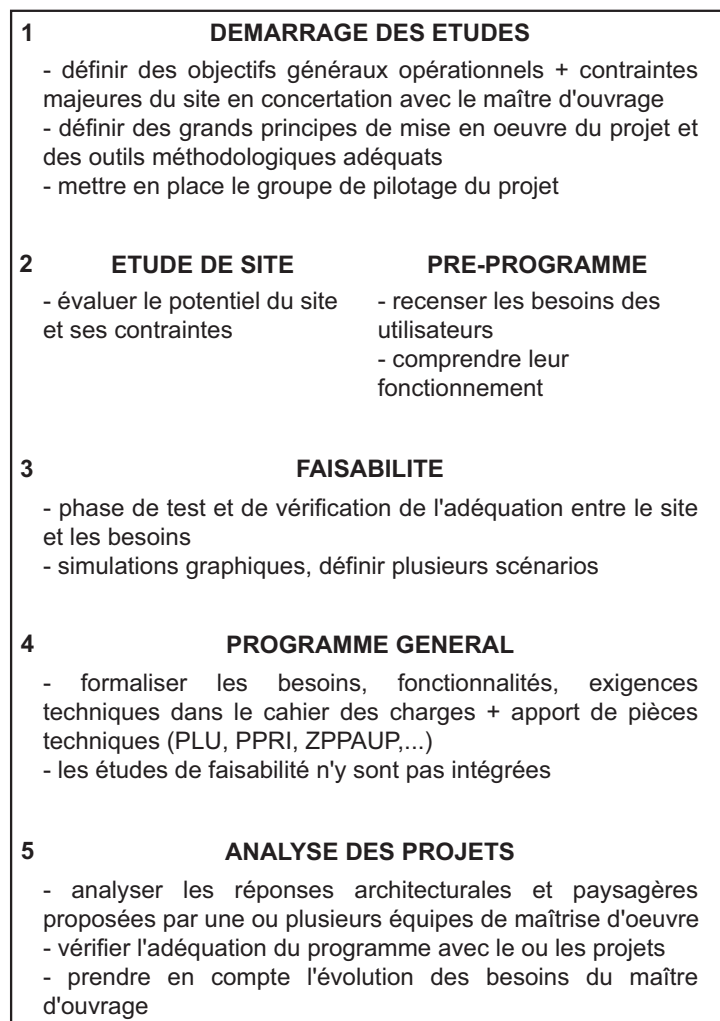 1 DEMARRAGE DES ETUDES
- définir des objectifs généraux opérationnels + contraintes
majeures du site en concertation avec le maître d'ouvrage
- définir des grands principes de mise en oeuvre du projet et
des outils méthodologiques adéquats
- mettre en place le groupe de pilotage du projet
2 ETUDE DE SITE
- évaluer le potentiel du site
et ses contraintes
PRE-PROGRAMME
- recenser les besoins des
utilisateurs
- comprendre leur
fonctionnement
3 FAISABILITE
- phase de test et de vérification de l'adéquation entre le site
et les besoins
- simulations graphiques, définir plusieurs scénarios
4 PROGRAMME GENERAL
- formaliser les besoins, fonctionnalités, exigences
techniques dans le cahier des charges + apport de pièces
techniques (PLU, PPRI, ZPPAUP,...)
- les études de faisabilité n'y sont pas intégrées
5 ANALYSE DES PROJETS
- analyser les réponses architecturales et paysagères
proposées par une ou plusieurs équipes de maîtrise d'oeuvre
- vérifier l'adéquation du programme avec le ou les projets
- prendre en compte l'évolution des besoins du maître
d'ouvrage